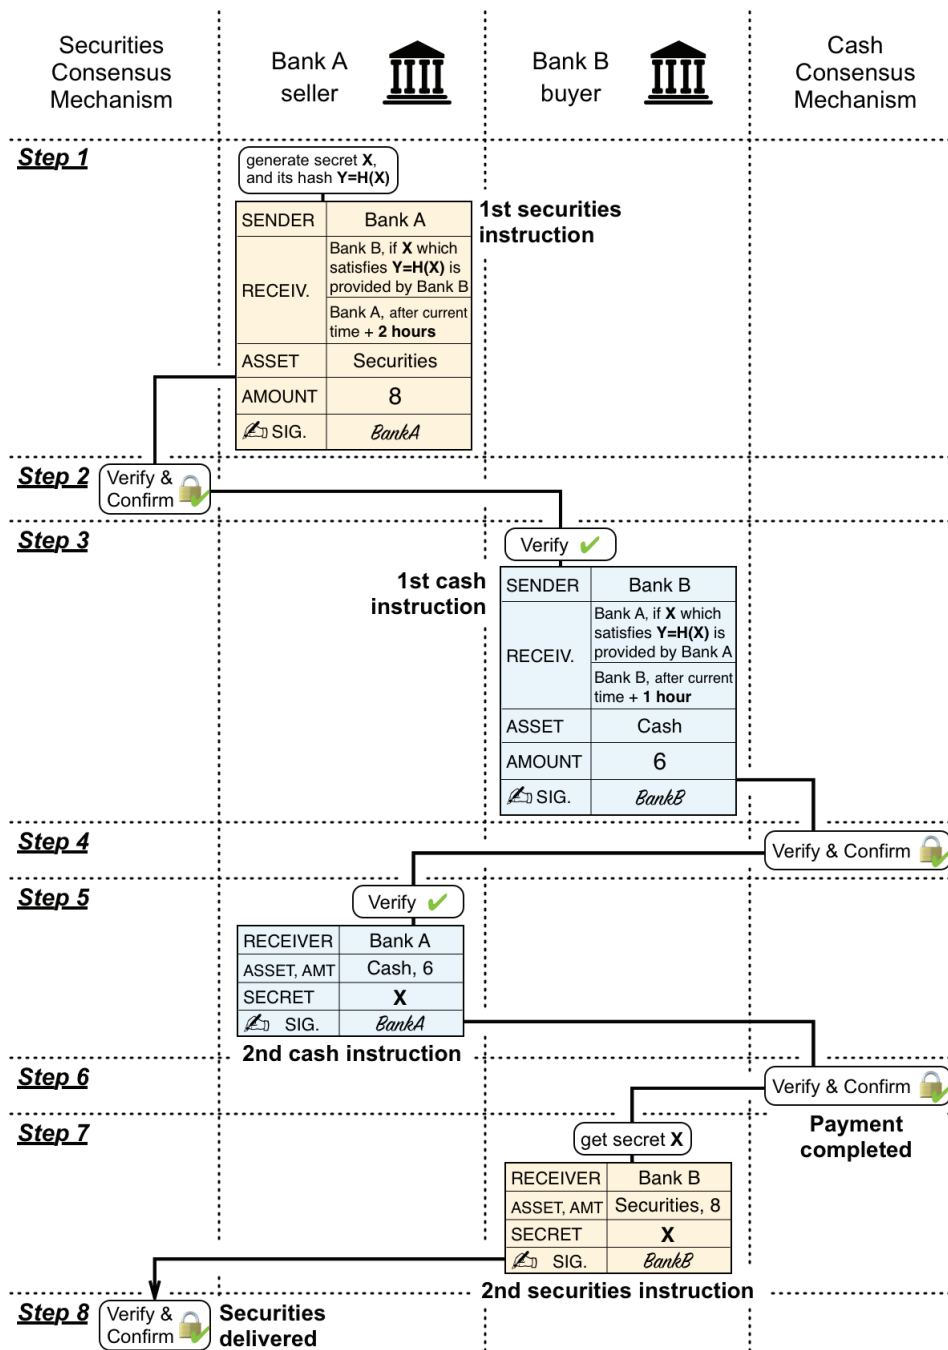 Securities
Consensus
Mechanism
Bank A
seller
Bank B
buyer
Cash
Consensus
Mechanism
Step 1
generate secret X,
and its hash Y=H(X)
1st securities
instruction
SENDER
Bank A
RECEIV.
Bank B, if X which
satisfies Y=H(X) is
provided by Bank B
Bank A, after current
time + 2 hours
ASSET
Securities
AMOUNT
8
SIG.
BankA
Step 2
Verify &
Confirm
Step 3
Verify
1st cash
instruction
SENDER
Bank B
RECEIV.
Bank A, if X which
satisfies Y=H(X) is
provided by Bank A
Bank B, after current
time + 1 hour
ASSET
Cash
AMOUNT
6
SIG.
BankB
Step 4
Verify & Confirm
Step 5
Verify
RECEIVER
Bank A
ASSET, AMT
Cash, 6
SECRET
X
SIG.
BankA
2nd cash instruction
Step 6
Verify & Confirm
Payment
completed
Step 7
get secret X
RECEIVER
Bank B
ASSET, AMT
Securities, 8
SECRET
X
SIG.
BankB
2nd securities instruction
Step 8
Verify &
Confirm
Securities
delivered